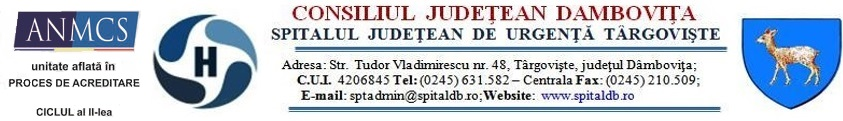 ANMCS
unitate aflată în
PROCES DE ACREDITARE
CICLUL al II-lea
H
CONSILIUL JUDEŢEAN DAMBOVIŢA
SPITALUL JUDEŢEAN DE URGENŢĂ TÂRGOVIŞTE
Adresa: Str. Tudor Vladimirescu nr. 48, Târgovişte, judeţul Dâmboviţa;
C.U.I. 4206845 Tel: (0245) 631.582 – Centrala Fax: (0245) 210.509;
E-mail: sptadmin@spitaldb.ro; Website: www.spitaldb.ro